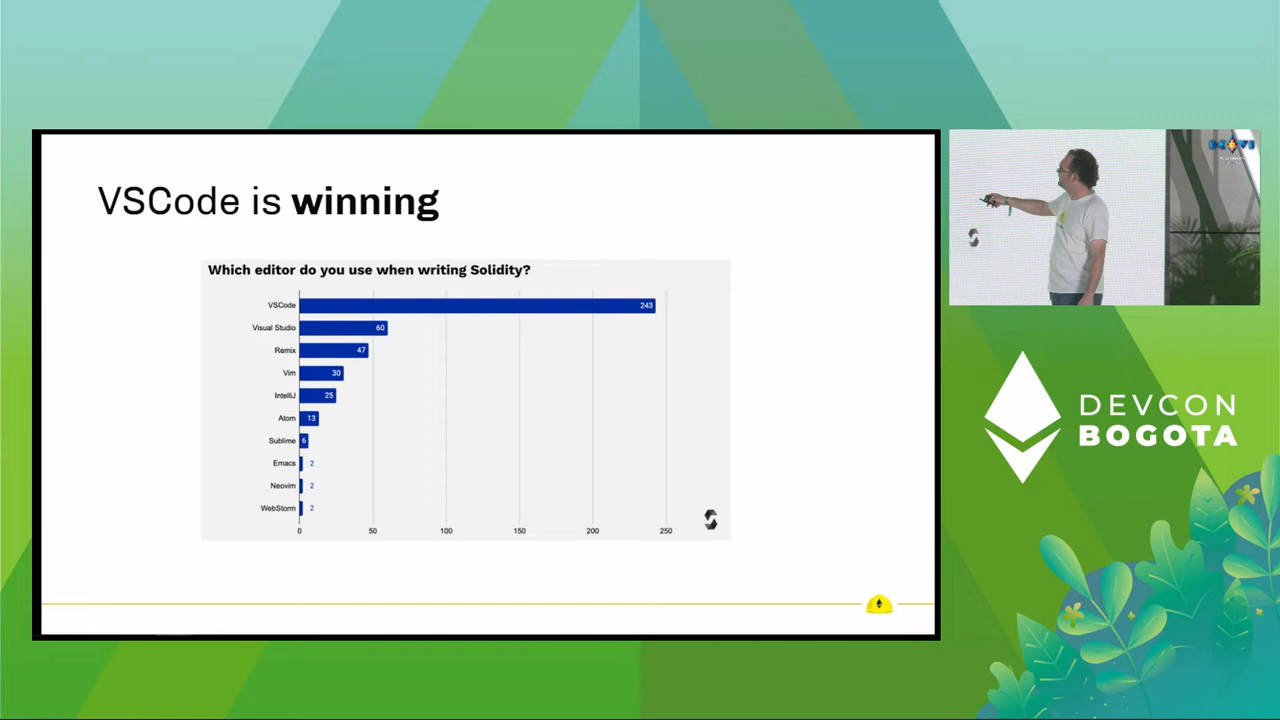 VSCode is winning
Which editor do you use when writing Solidity?
VSCode 243
Visual Studio 60
Remix 47
Vim 30
IntelliJ 25
Atom 13
Sublime 6
Emacs 2
Neovim 2
WebStorm 2
0 50 100 150 200 250
DEVCON
BOGOTA